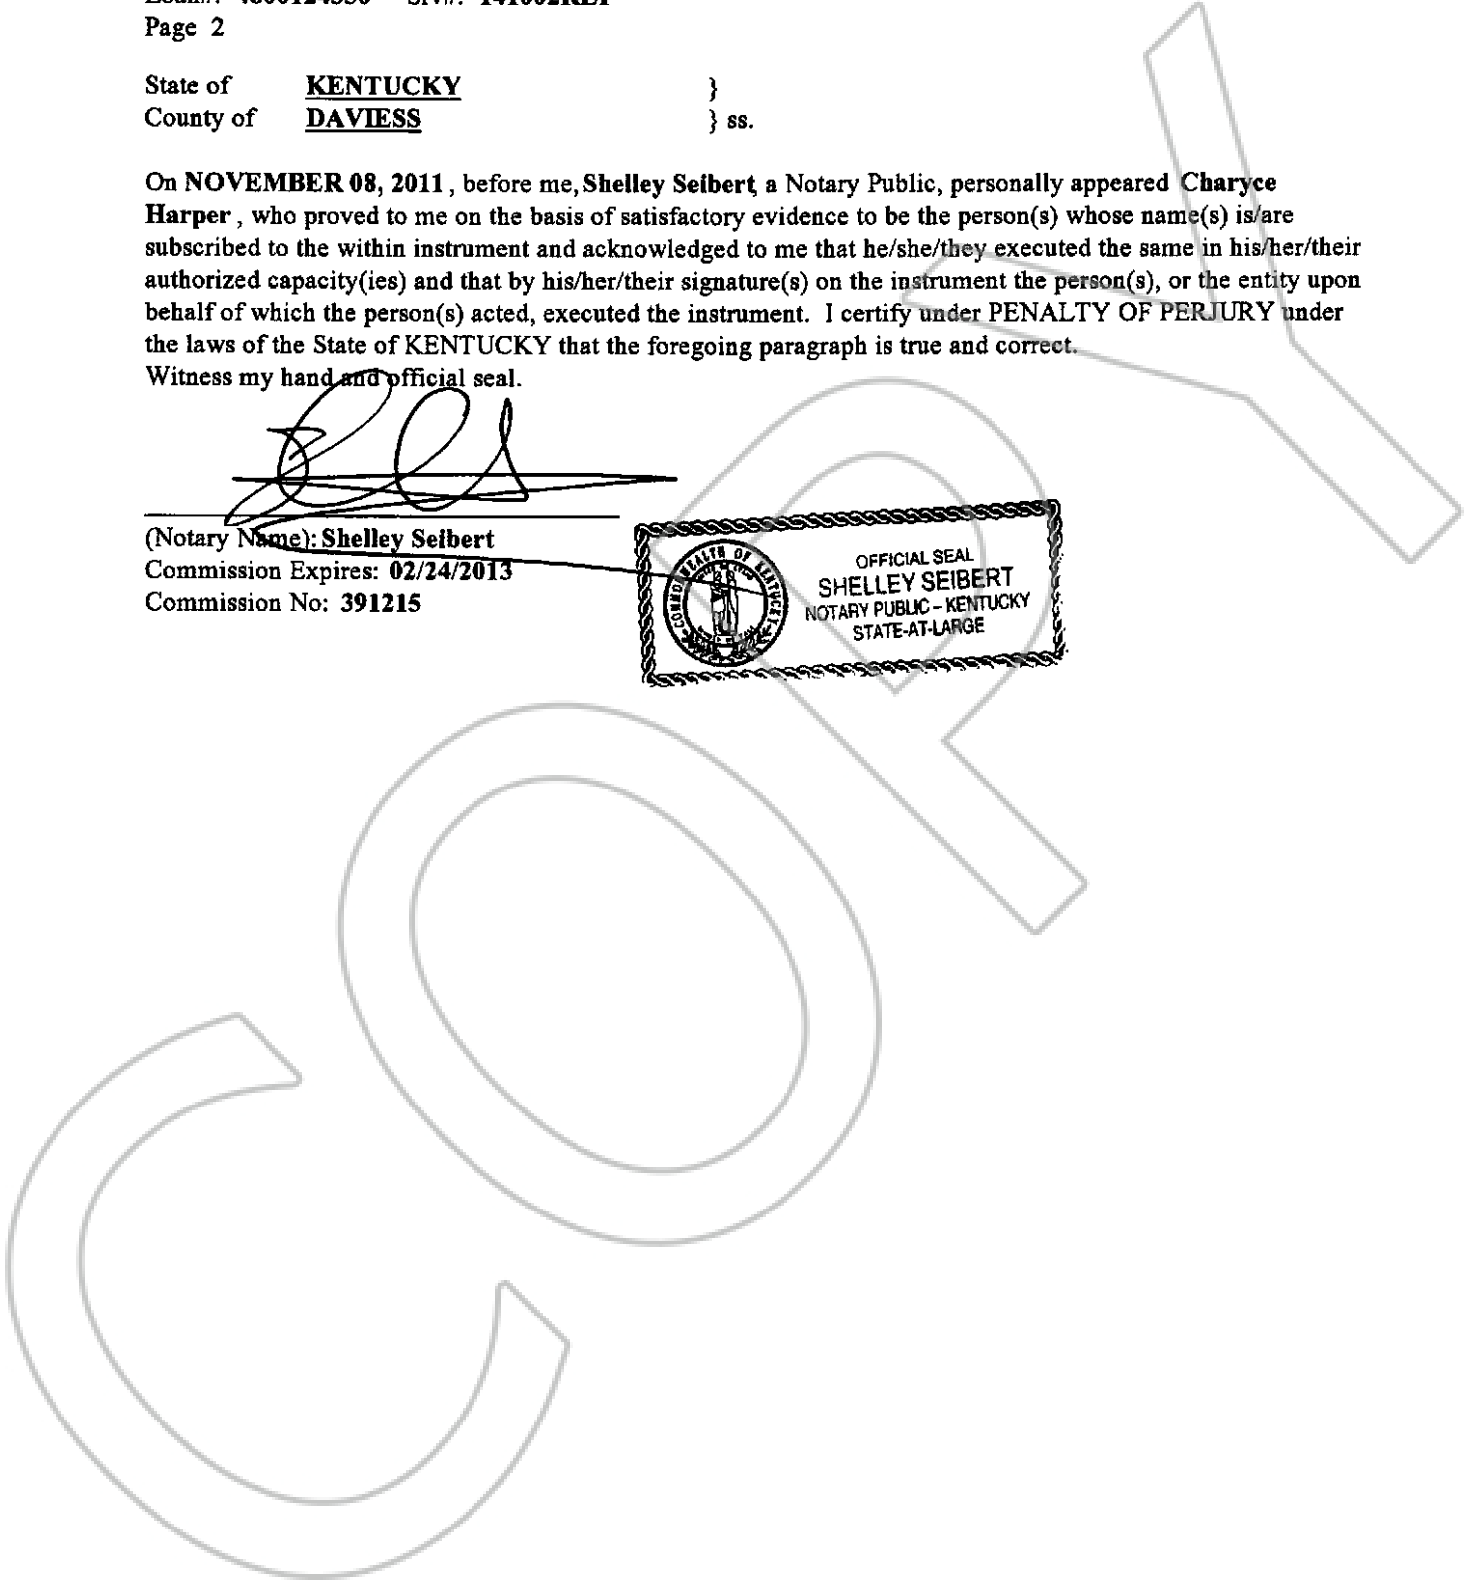 Page 2
State of KENTUCKY }
County of DAVIESS } ss.
On NOVEMBER 08, 2011, before me, Shelley Seibert, a Notary Public, personally appeared Charyce
Harper, who proved to me on the basis of satisfactory evidence to be the person(s) whose name(s) is/are
subscribed to the within instrument and acknowledged to me that he/she/they executed the same in his/her/their
authorized capacity(ies) and that by his/her/their signature(s) on the instrument the person(s), or the entity upon
behalf of which the person(s) acted, executed the instrument. I certify under PENALTY OF PERJURY under
the laws of the State of KENTUCKY that the foregoing paragraph is true and correct.
Witness my hand and official seal.
(Notary Name): Shelley Seibert
Commission Expires: 02/24/2013
Commission No: 391215
COMMONWEALTH OF KENTUCKY
OFFICIAL SEAL
SHELLEY SEIBERT
NOTARY PUBLIC – KENTUCKY
STATE-AT-LARGE
COPY